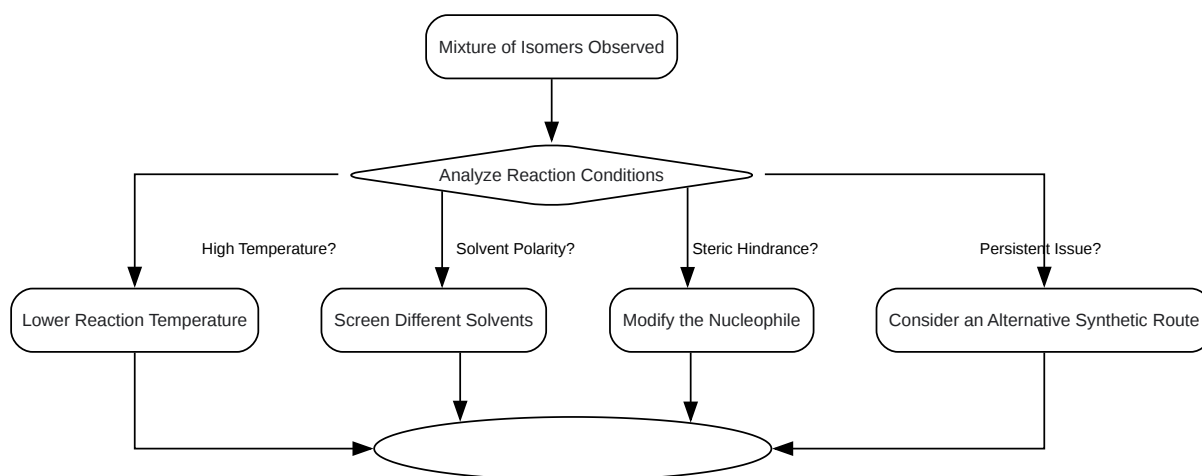 Mixture of Isomers Observed
Analyze Reaction Conditions
High Temperature?
Solvent Polarity?
Steric Hindrance?
Persistent Issue?
Lower Reaction Temperature
Screen Different Solvents
Modify the Nucleophile
Consider an Alternative Synthetic Route